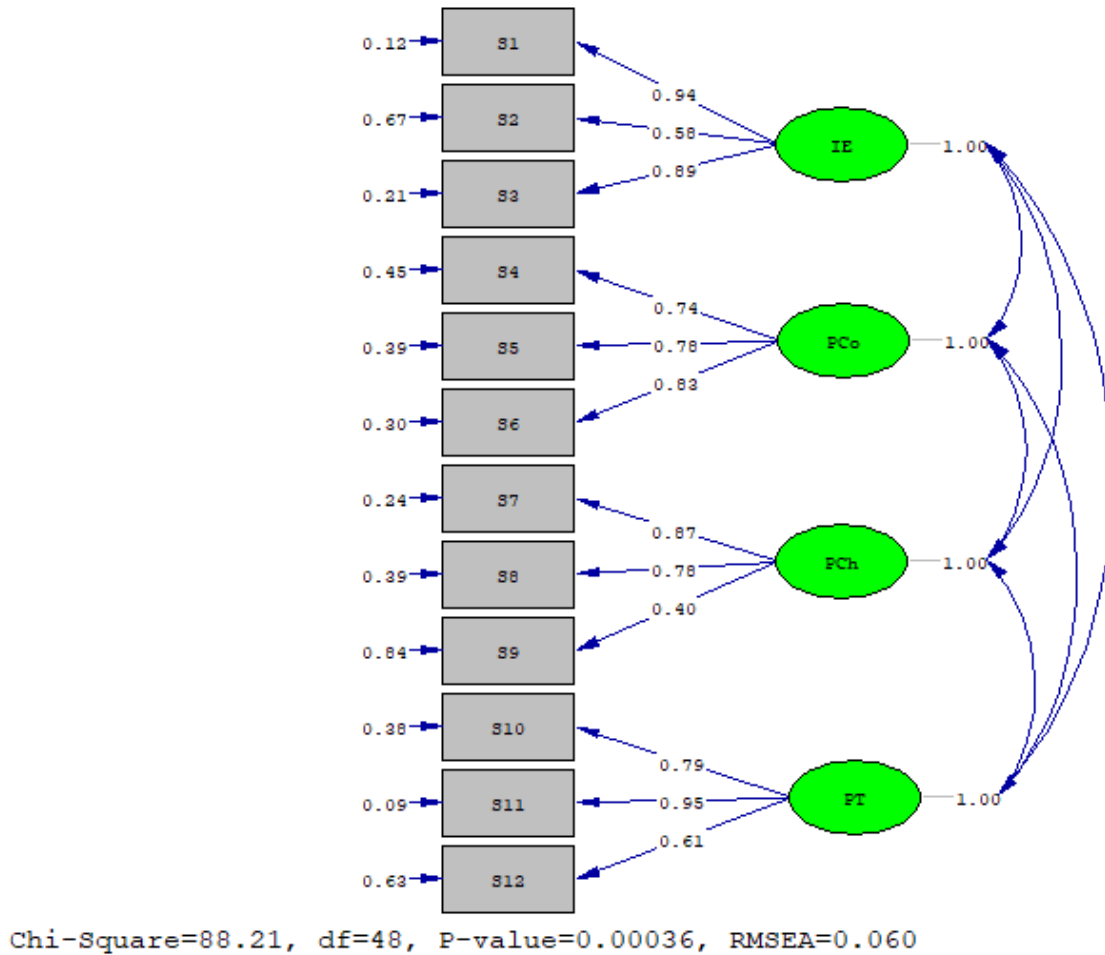 0.12 S1
0.94
0.67 S2 0.58 IE 1.00
0.89
0.21 S3
0.45 S4
0.74
0.39 S5 0.78 PCo 1.00
0.83
0.30 S6
0.24 S7
0.87
0.39 S8 0.78 PCh 1.00
0.40
0.84 S9
0.38 S10
0.79
0.09 S11 0.95 PT 1.00
0.61
0.63 S12
Chi-Square=88.21, df=48, P-value=0.00036, RMSEA=0.060